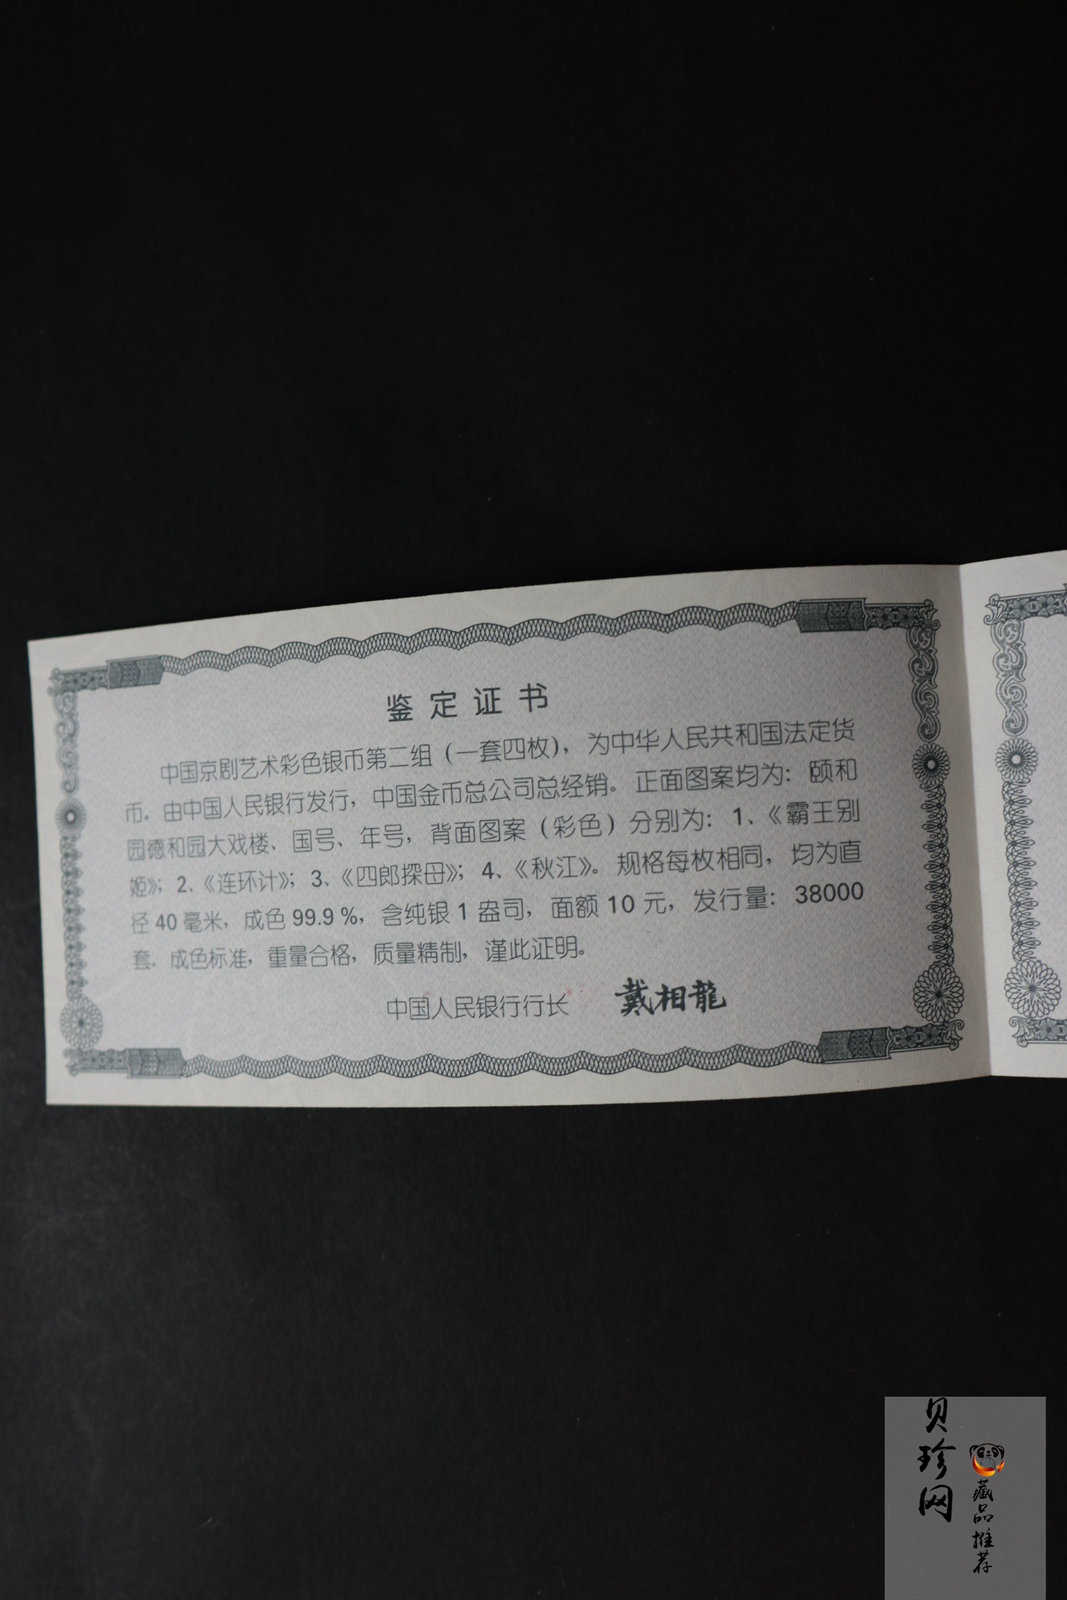 鉴定证书
中国京剧艺术彩色银币第二组（一套四枚），为中华人民共和国法定货
币。由中国人民银行发行，中国金币总公司总经销。正面图案均为：颐和
园德和园大戏楼、国号、年号，背面图案（彩色）分别为：1、《霸王别
姬》；2、《连环计》；3、《四郎探母》；4、《秋江》。规格每枚相同，均为直
径40毫米，成色99.9%，含纯银1盎司，面额10元，发行量：38000
套。成色标准，重量合格，质量精制，谨此证明。
中国人民银行行长 戴相龍
贝珍网
藏品推荐